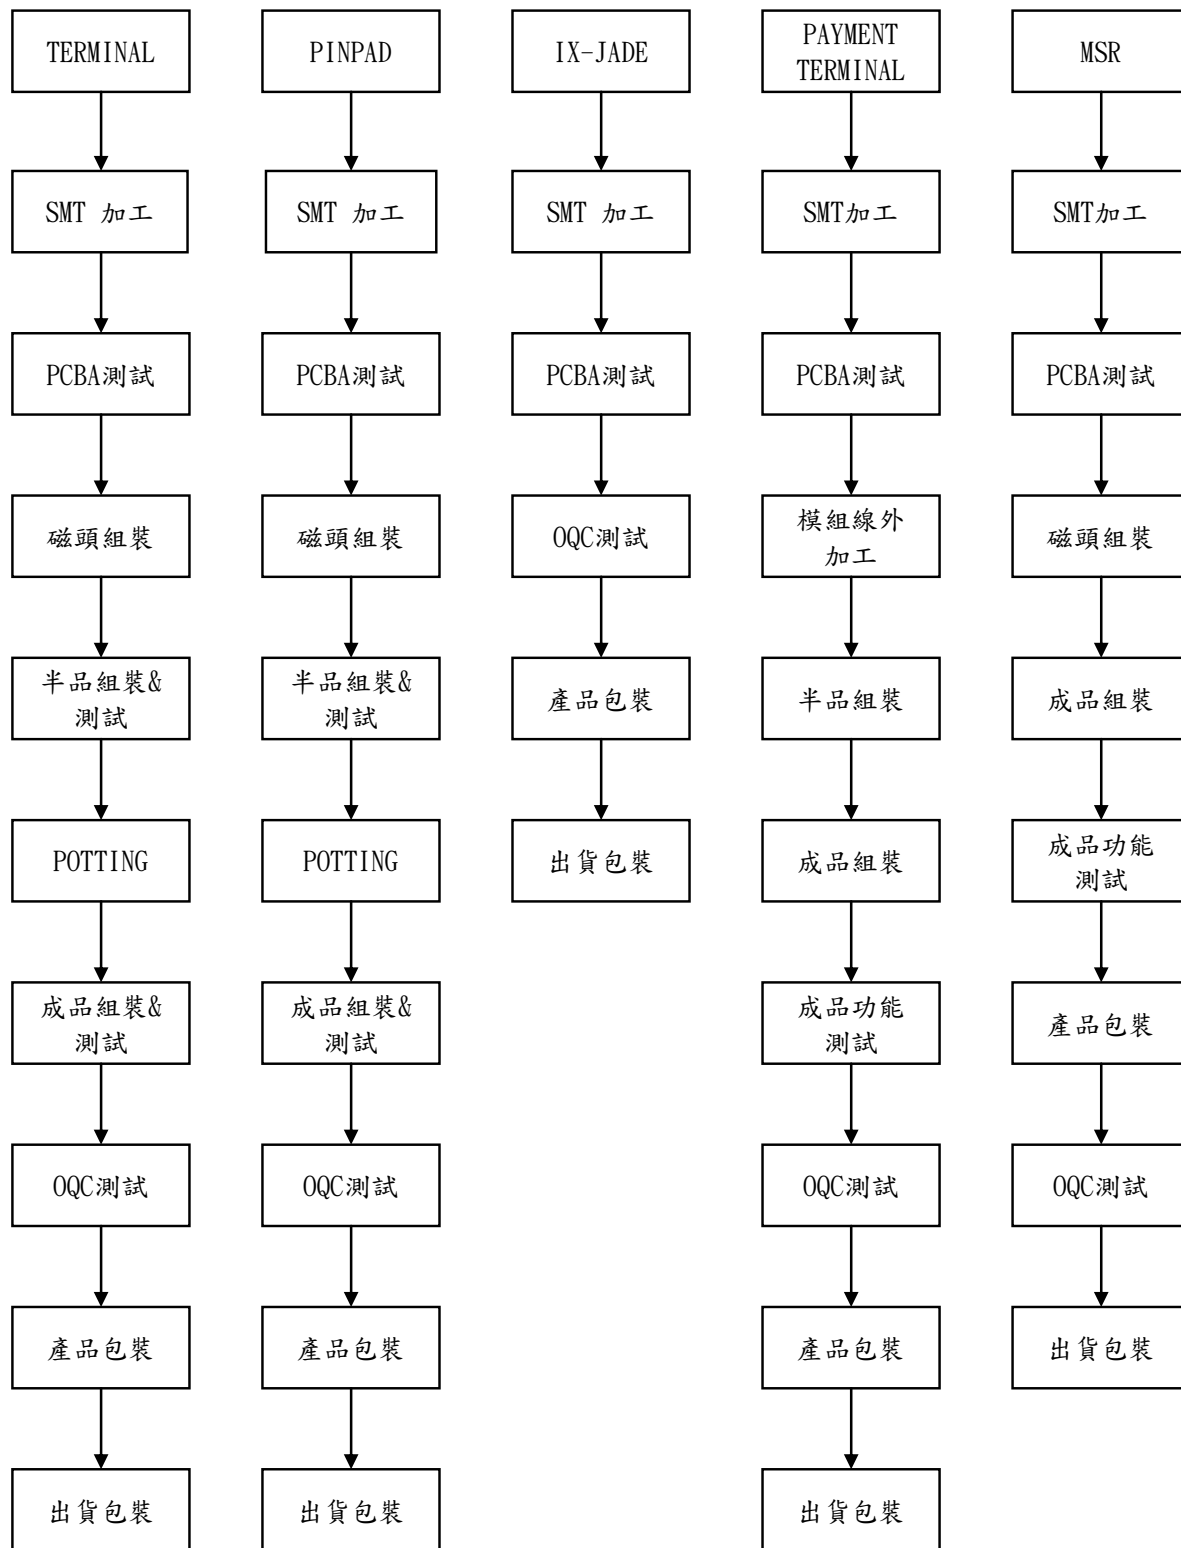 TERMINAL
SMT 加工
PCBA測試
磁頭組裝
半品組裝&
測試
POTTING
成品組裝&
測試
OQC測試
產品包裝
出貨包裝
PINPAD
SMT 加工
PCBA測試
磁頭組裝
半品組裝&
測試
POTTING
成品組裝&
測試
OQC測試
產品包裝
出貨包裝
IX-JADE
SMT 加工
PCBA測試
OQC測試
產品包裝
出貨包裝
PAYMENT
TERMINAL
SMT加工
PCBA測試
模組線外
加工
半品組裝
成品組裝
成品功能
測試
OQC測試
產品包裝
出貨包裝
MSR
SMT加工
PCBA測試
磁頭組裝
成品組裝
成品功能
測試
產品包裝
OQC測試
出貨包裝